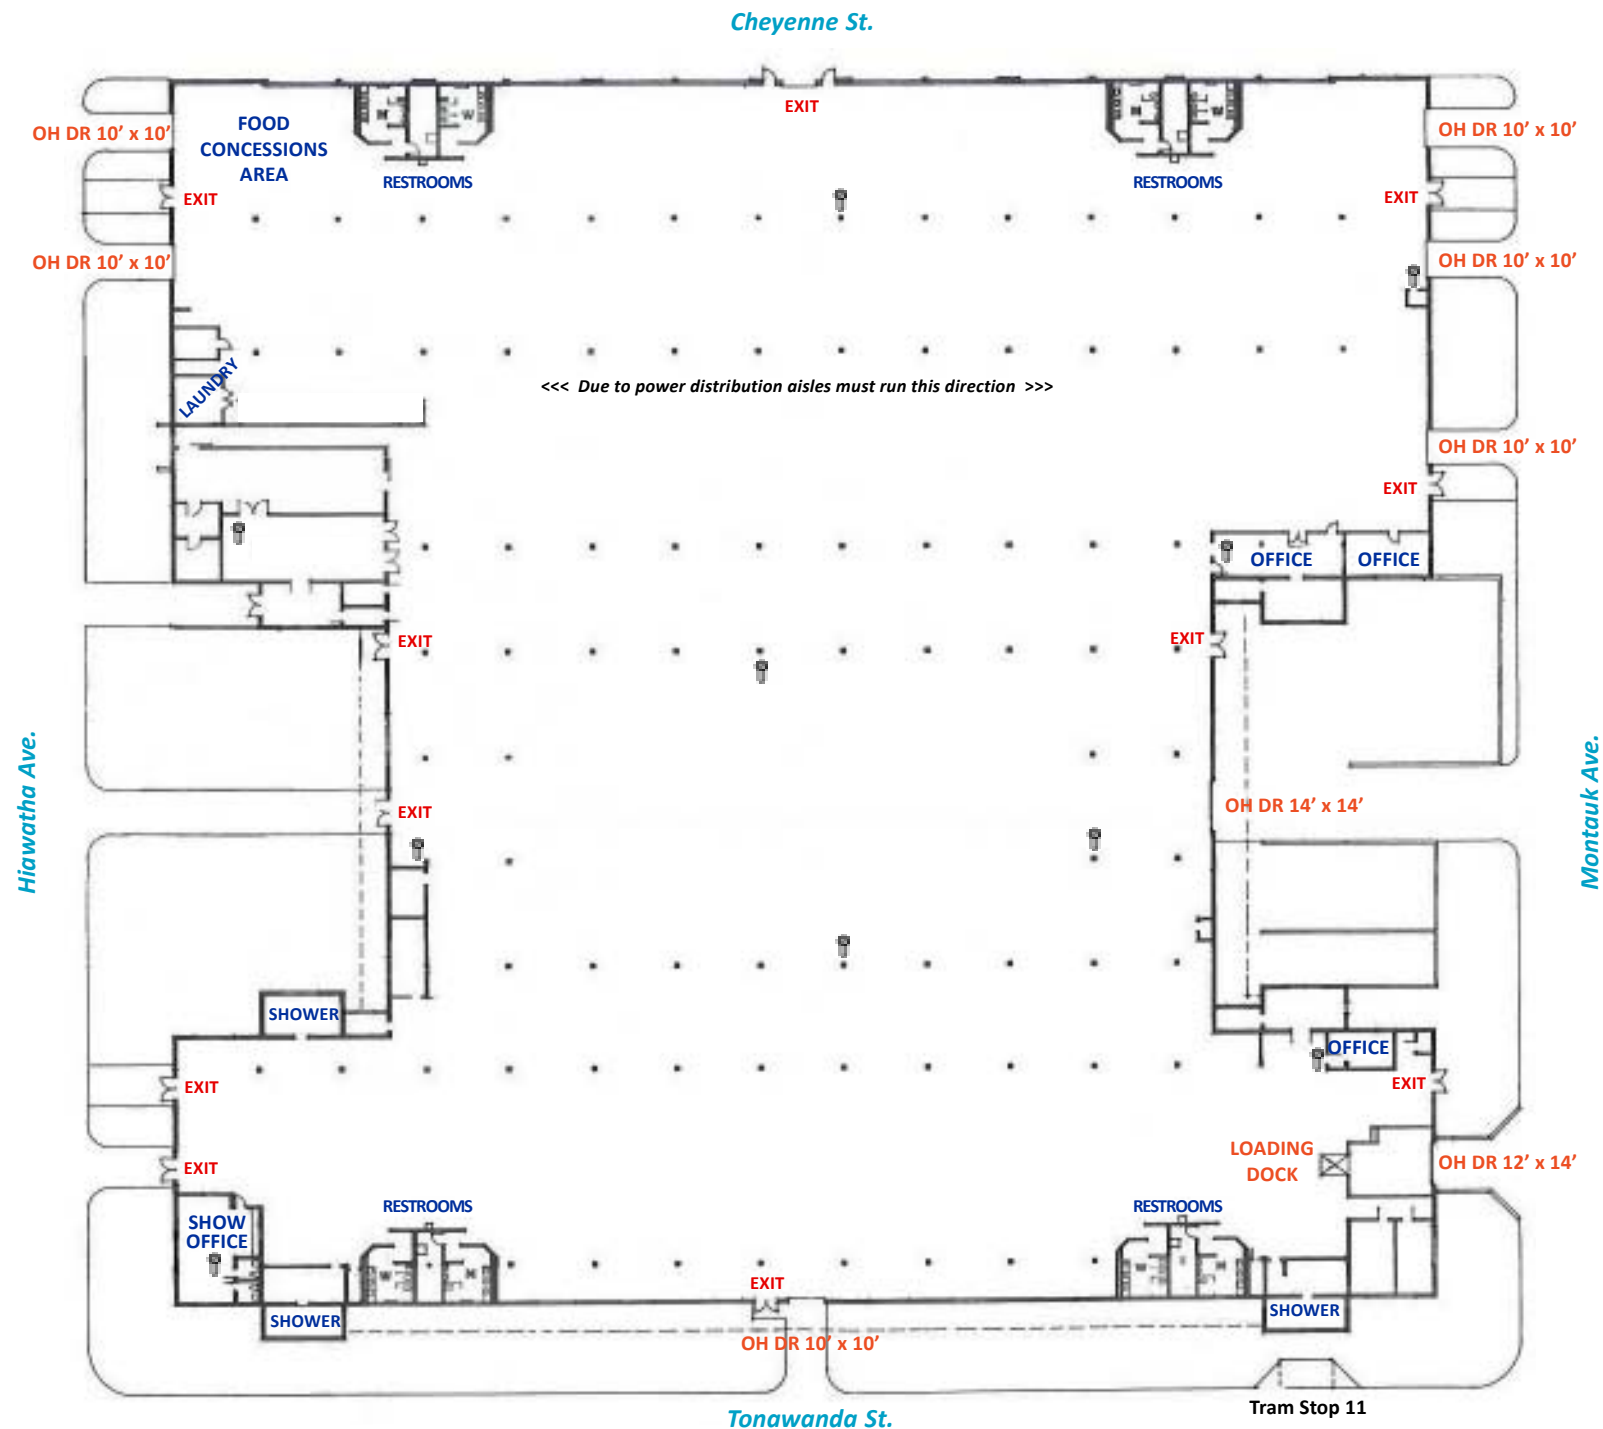 Cheyenne St.
EXIT
FOOD
CONCESSIONS
AREA
OH DR 10’ x 10’
OH DR 10’ x 10’
RESTROOMS
RESTROOMS
EXIT
EXIT
OH DR 10’ x 10’
OH DR 10’ x 10’
LAUNDRY
<<< Due to power distribution aisles must run this direction >>>
OH DR 10’ x 10’
EXIT
OFFICE
OFFICE
EXIT
EXIT
Hiawatha Ave.
Montauk Ave.
EXIT
OH DR 14’ x 14’
SHOWER
OFFICE
EXIT
EXIT
LOADING
DOCK
OH DR 12’ x 14’
EXIT
RESTROOMS
RESTROOMS
SHOW
OFFICE
EXIT
SHOWER
SHOWER
OH DR 10’ x 10’
Tram Stop 11
Tonawanda St.